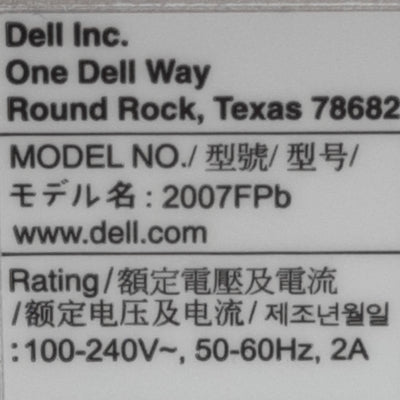 Dell Inc.
One Dell Way
Round Rock, Texas 78682
MODEL NO./型號/型号/
モデル名: 2007FPb
www.dell.com
Rating/額定電壓及電流
/额定电压及电流/제조년월일
:100-240V~, 50-60Hz, 2A